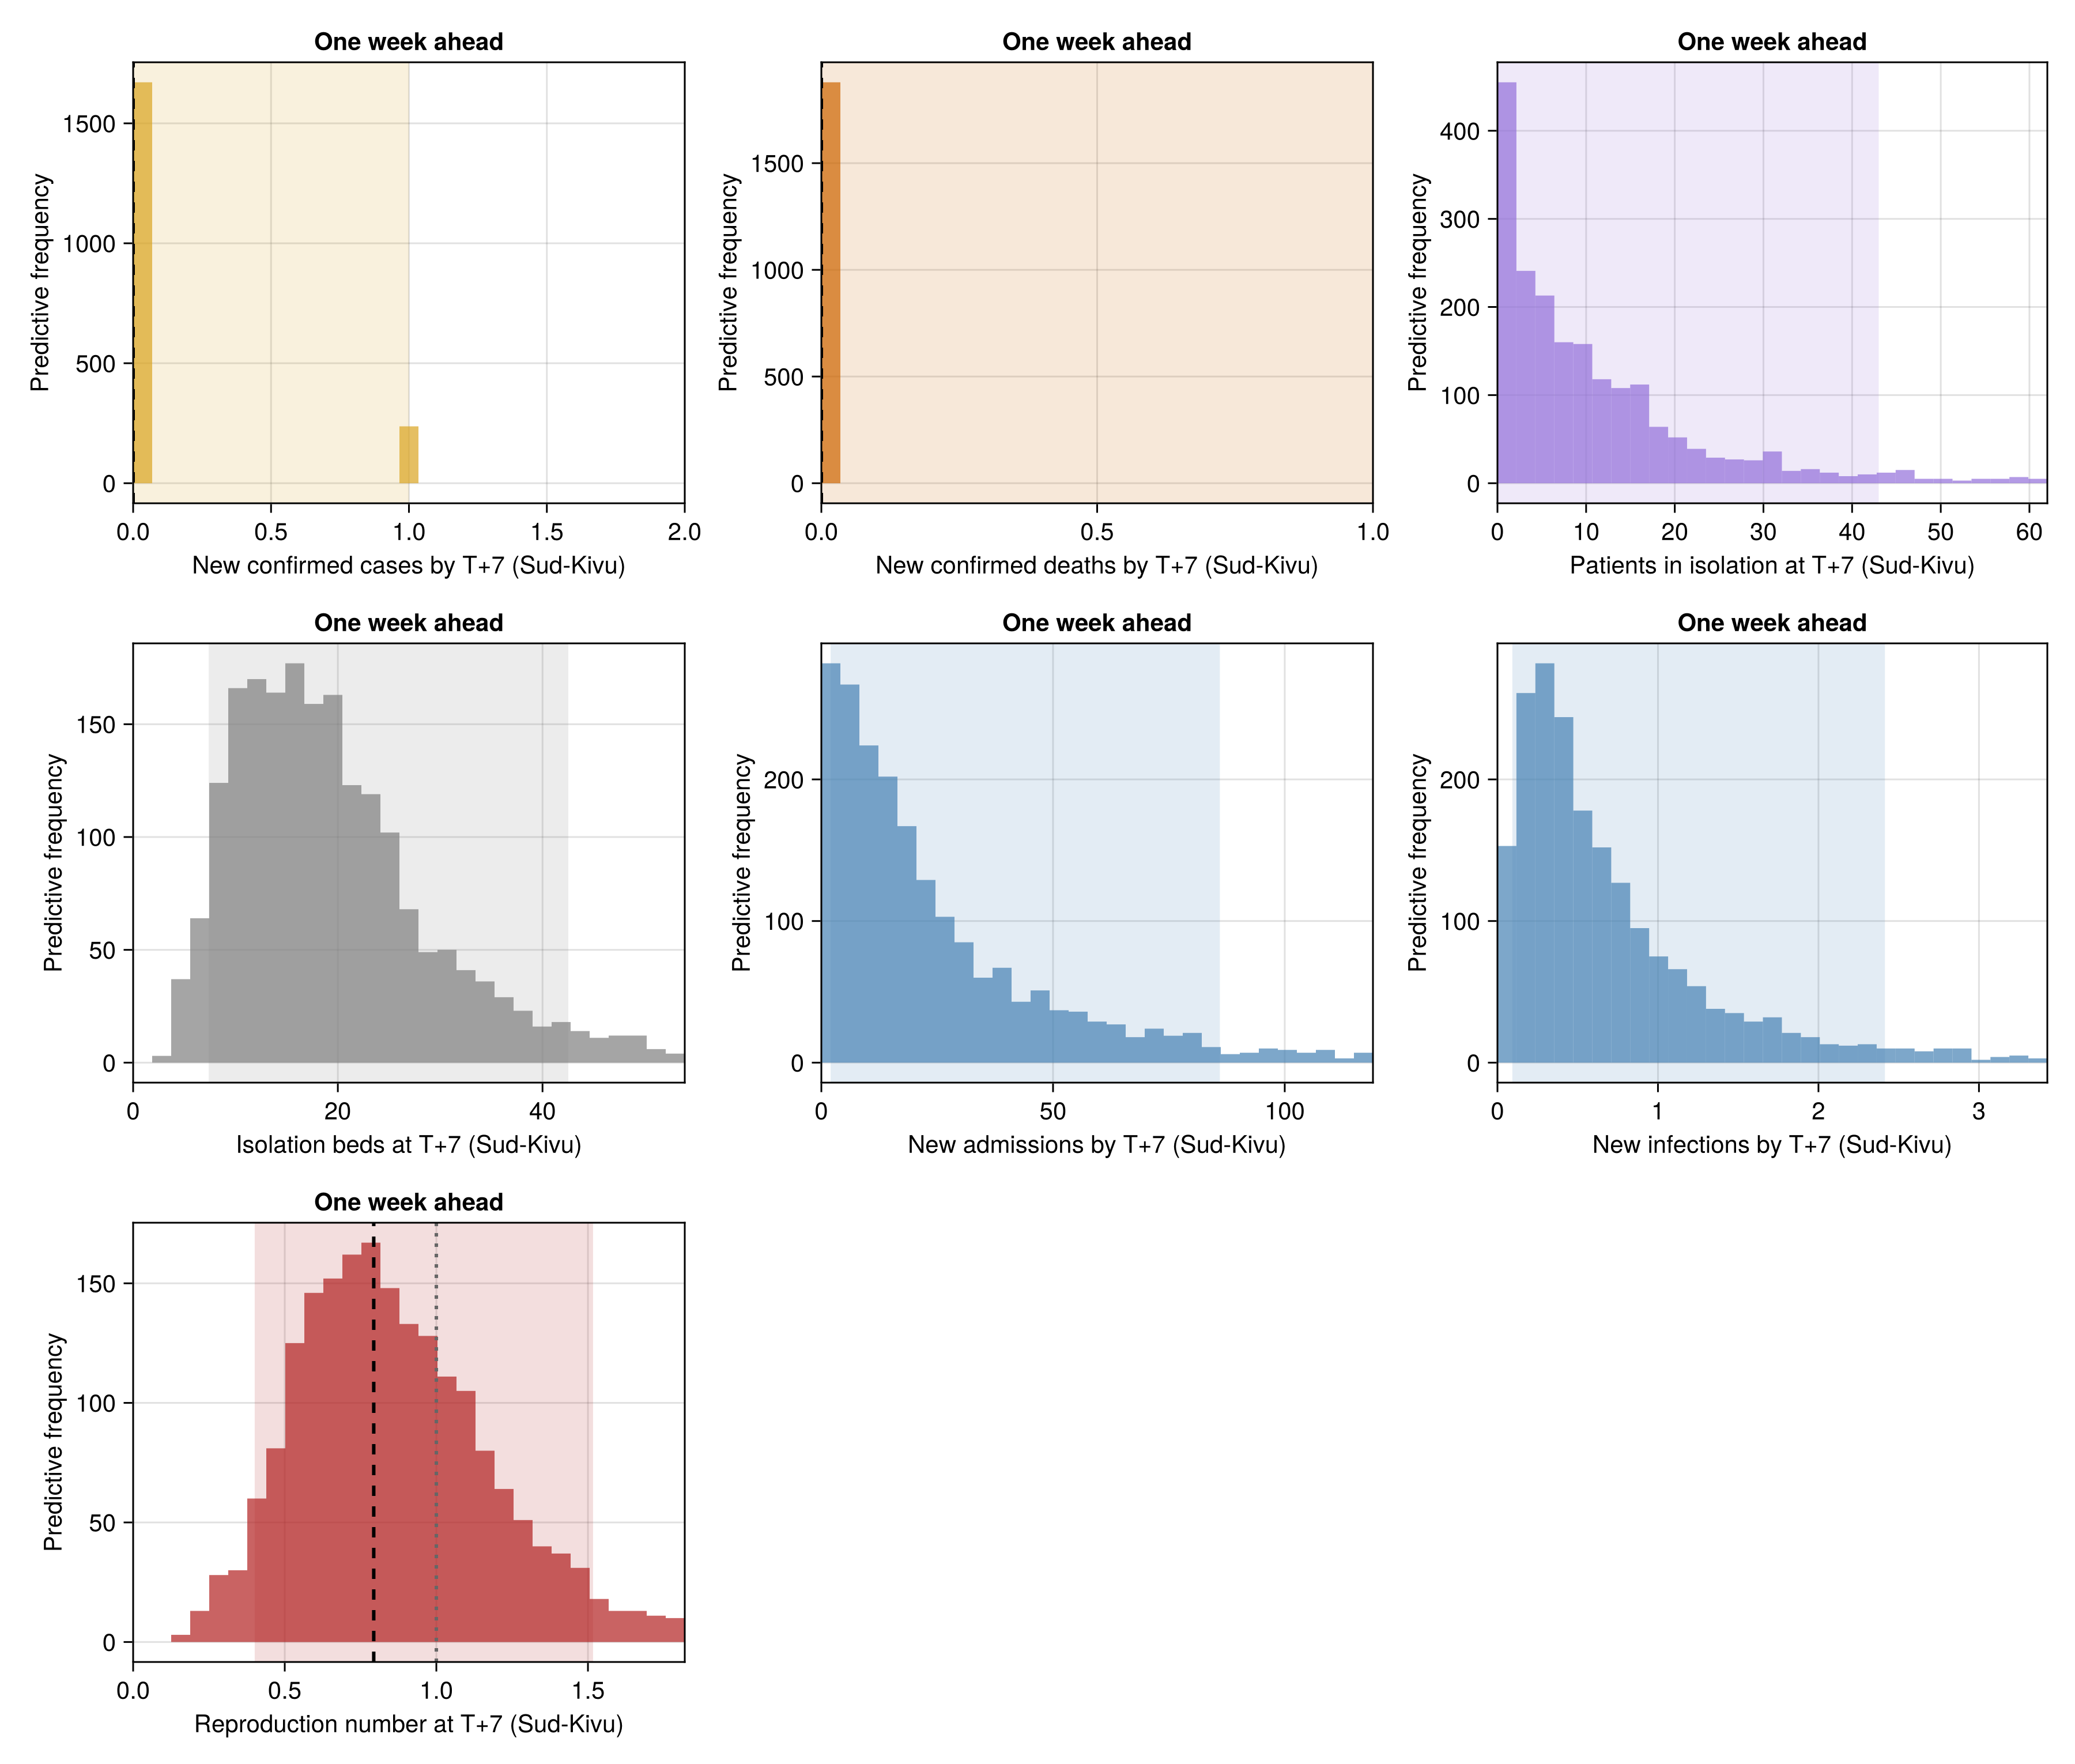 One week ahead
Predictive frequency
1500
1000
500
0
0.0 0.5 1.0 1.5 2.0
New confirmed cases by T+7 (Sud-Kivu)
One week ahead
Predictive frequency
1500
1000
500
0
0.0 0.5 1.0
New confirmed deaths by T+7 (Sud-Kivu)
One week ahead
Predictive frequency
400
300
200
100
0
0 10 20 30 40 50 60
Patients in isolation at T+7 (Sud-Kivu)
One week ahead
Predictive frequency
150
100
50
0
0 20 40
Isolation beds at T+7 (Sud-Kivu)
One week ahead
Predictive frequency
200
100
0
0 50 100
New admissions by T+7 (Sud-Kivu)
One week ahead
Predictive frequency
200
100
0
0 1 2 3
New infections by T+7 (Sud-Kivu)
One week ahead
Predictive frequency
150
100
50
0
0.0 0.5 1.0 1.5
Reproduction number at T+7 (Sud-Kivu)